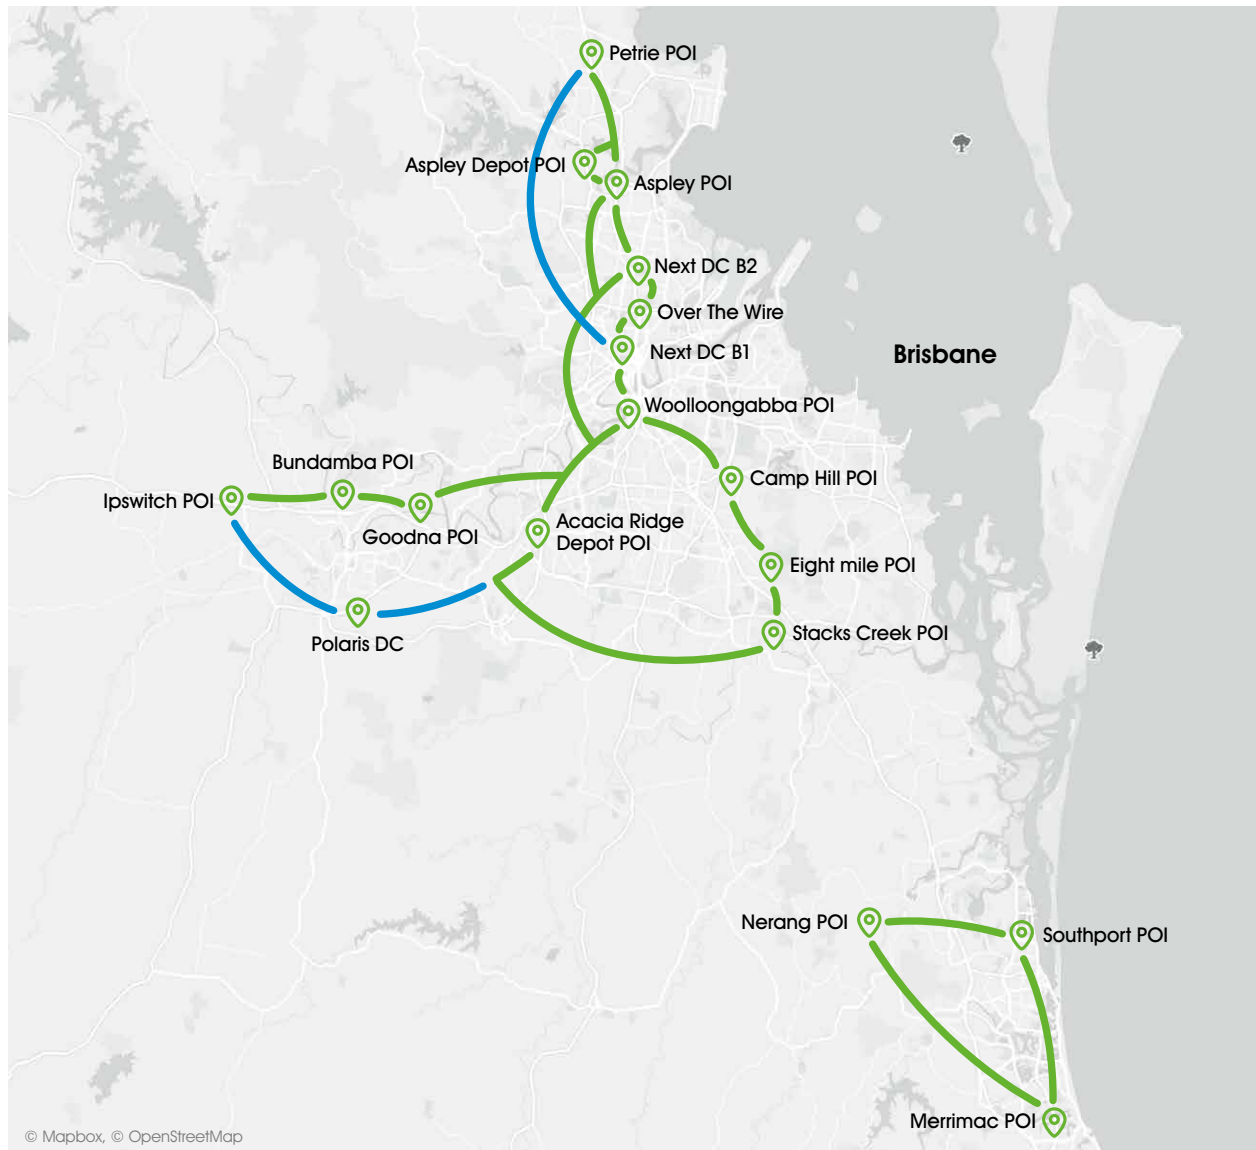 Petrie POI
Aspley Depot POI
Aspley POI
Next DC B2
Over The Wire
Next DC B1
Brisbane
Woolloongabba POI
Bundamba POI
Camp Hill POI
Ipswitch POI
Goodna POI
Acacia Ridge
Depot POI
Eight mile POI
Stacks Creek POI
Polaris DC
Nerang POI
Southport POI
Merrimac POI
© Mapbox, © OpenStreetMap